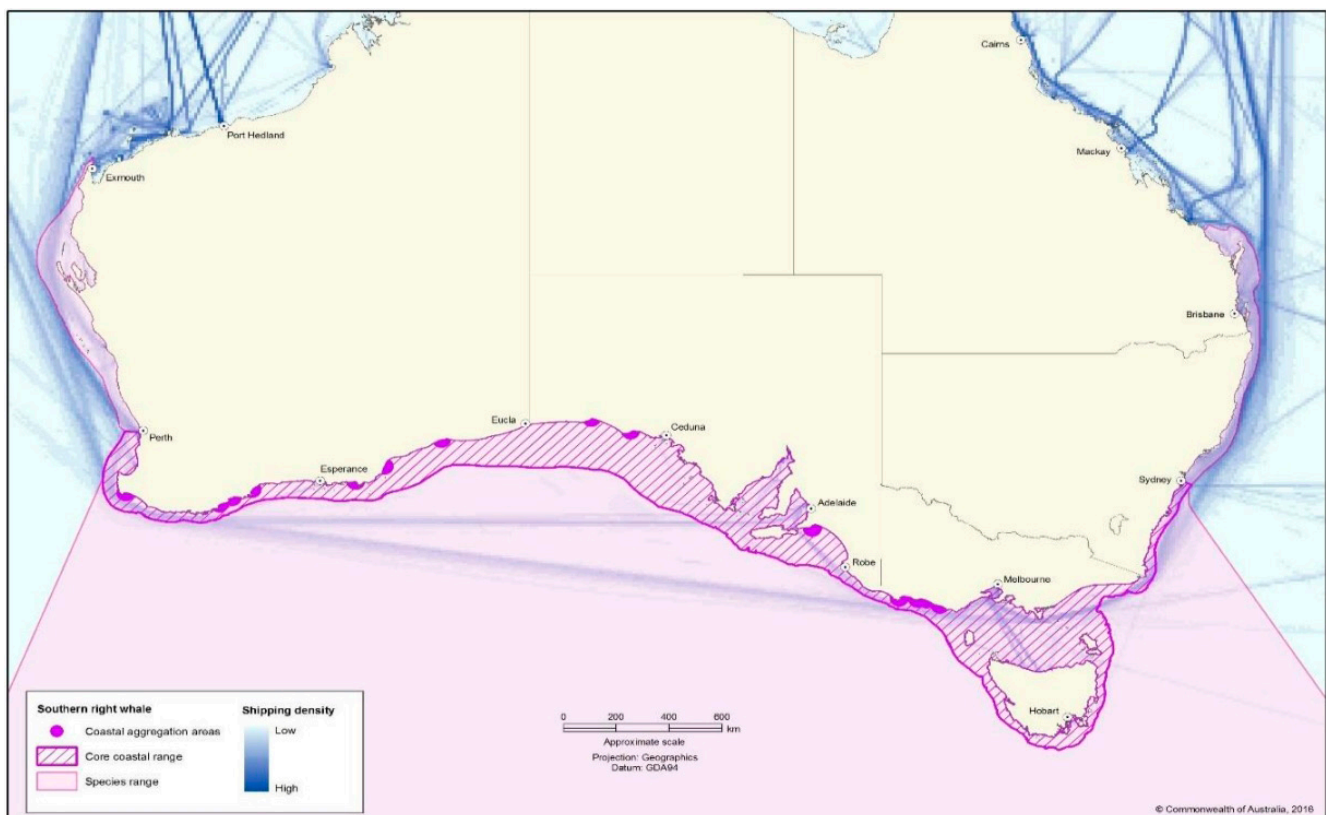 Cairns
Port Hedland
Mackay
Exmouth
Brisbane
Eucla
Ceduna
Perth
Esperance
Sydney
Adelaide
Robe
Melbourne
Hobart
Southern right whale
Coastal aggregation areas
Core coastal range
Species range
Shipping density
Low
High
0 200 400 600
km
Approximate scale
Projection: Geographics
Datum: GDA94
© Commonwealth of Australia, 2016